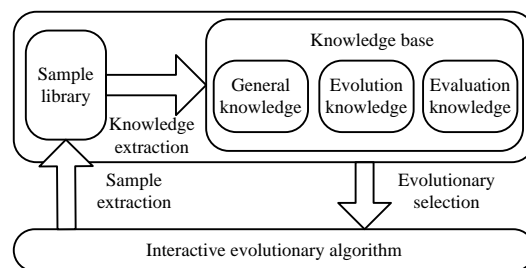 Knowledge base
Sample
library
General
knowledge
Evolution
knowledge
Evaluation
knowledge
Knowledge
extraction
Sample
extraction
Evolutionary
selection
Interactive evolutionary algorithm